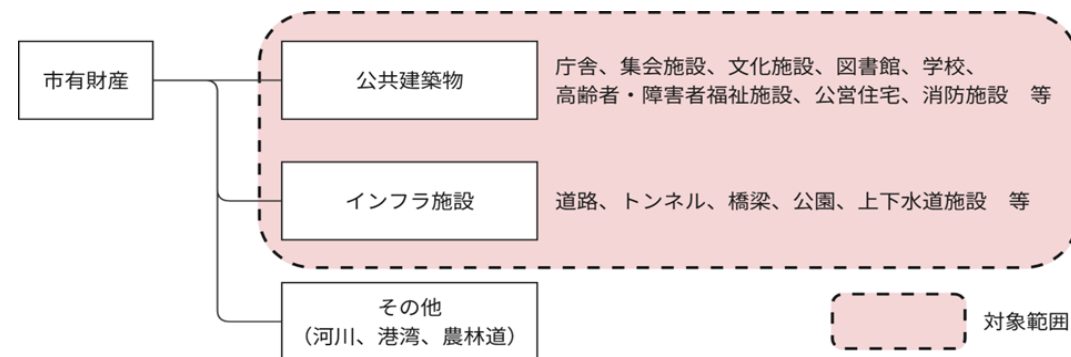 市有財産
公共建築物
庁舎、集会施設、文化施設、図書館、学校、
高齢者・障害者福祉施設、公営住宅、消防施設　等
インフラ施設
道路、トンネル、橋梁、公園、上下水道施設　等
その他
（河川、港湾、農林道）
対象範囲